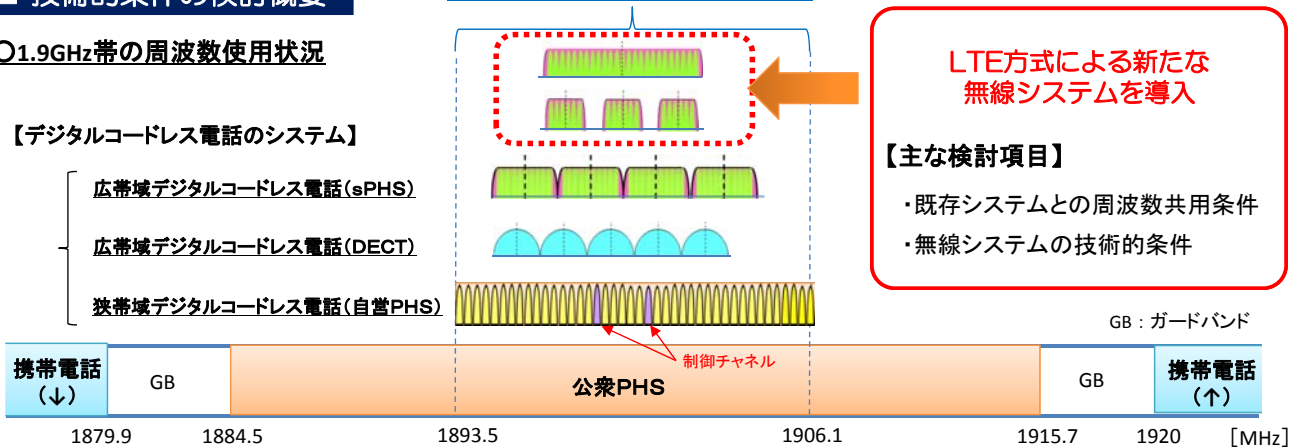 技術的条件の検討概要
〇1.9GHz帯の周波数使用状況
LTE方式による新たな
無線システムを導入
【主な検討項目】
・既存システムとの周波数共用条件
・無線システムの技術的条件
【デジタルコードレス電話のシステム】
広帯域デジタルコードレス電話(sPHS)
広帯域デジタルコードレス電話(DECT)
狭帯域デジタルコードレス電話(自営PHS)
制御チャネル
GB：ガードバンド
携帯電話
(↓)
GB
公衆PHS
GB
携帯電話
(↑)
1879.9
1884.5
1893.5
1906.1
1915.7
1920
[MHz]